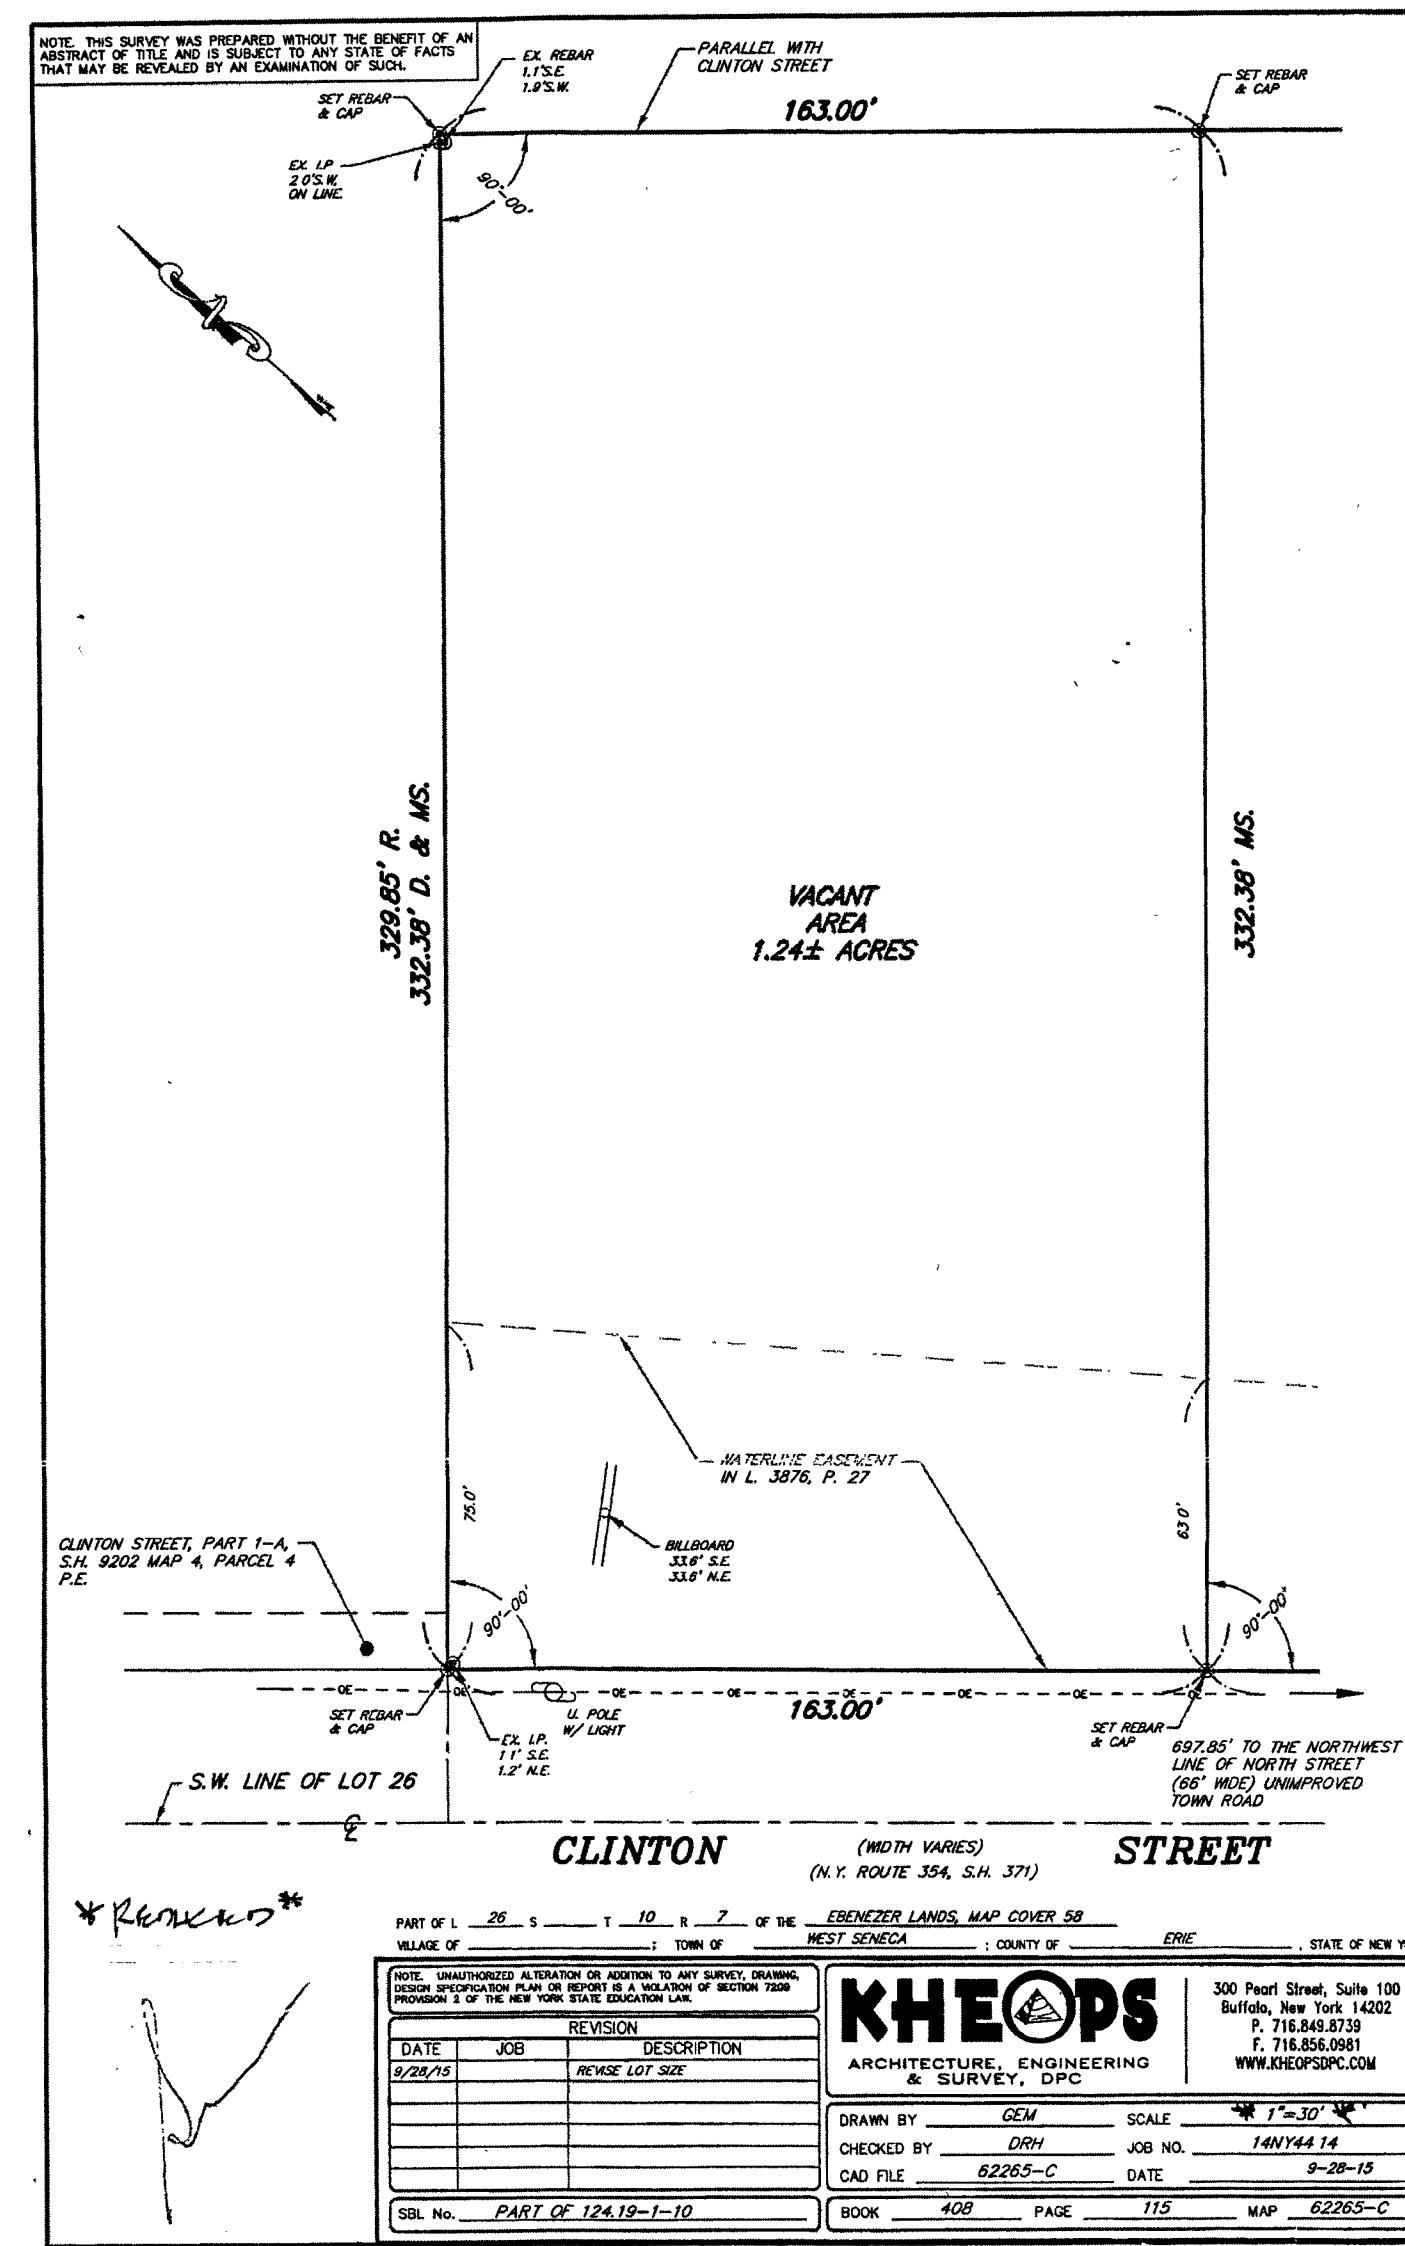 NOTE. THIS SURVEY WAS PREPARED WITHOUT THE BENEFIT OF AN
ABSTRACT OF TITLE AND IS SUBJECT TO ANY STATE OF FACTS
THAT MAY BE REVEALED BY AN EXAMINATION OF SUCH.
EX. REBAR
1.1'S.E.
1.9'S.W.
PARALLEL WITH
CLINTON STREET
SET REBAR
& CAP
163.00'
SET REBAR
& CAP
EX. I.P.
2 0'S.W.
ON LINE.
90°-00'
329.85' R.
332.38' D. & MS.
VACANT
AREA
1.24± ACRES
332.38' MS.
WATERLINE EASEMENT
IN L. 3876, P. 27
75.0'
63 0'
BILLBOARD
33.6' S.E.
33.6' N.E.
CLINTON STREET, PART 1-A,
S.H. 9202 MAP 4, PARCEL 4
P.E.
90°-00'
90°-00'
OE OE OE OE OE OE OE OE
163.00'
SET REBAR
& CAP
U. POLE
W/ LIGHT
EX. I.P.
1 1' S.E.
1.2' N.E.
SET REBAR
& CAP
697.85' TO THE NORTHWEST
LINE OF NORTH STREET
(66' WIDE) UNIMPROVED
TOWN ROAD
S.W. LINE OF LOT 26
CLINTON (WIDTH VARIES) STREET
(N.Y. ROUTE 354, S.H. 371)
PART OF L 26 S T 10 R 7 OF THE EBENEZER LANDS, MAP COVER 58
VILLAGE OF ; TOWN OF WEST SENECA ; COUNTY OF ERIE , STATE OF NEW Y
NOTE. UNAUTHORIZED ALTERATION OR ADDITION TO ANY SURVEY, DRAWING,
DESIGN SPECIFICATION PLAN OR REPORT IS A VIOLATION OF SECTION 7209
PROVISION 2 OF THE NEW YORK STATE EDUCATION LAW.
REVISION
DATE JOB DESCRIPTION
9/28/15 REVISE LOT SIZE
SBL No. PART OF 124.19-1-10
KHEOPS
ARCHITECTURE, ENGINEERING
& SURVEY, DPC
300 Pearl Street, Suite 100
Buffalo, New York 14202
P. 716.849.8739
F. 716.856.0981
WWW.KHEOPSDPC.COM
DRAWN BY GEM SCALE * 1"=30' *
CHECKED BY DRH JOB NO. 14NY44 14
CAD FILE 62265-C DATE 9-28-15
BOOK 408 PAGE 115 MAP 62265-C